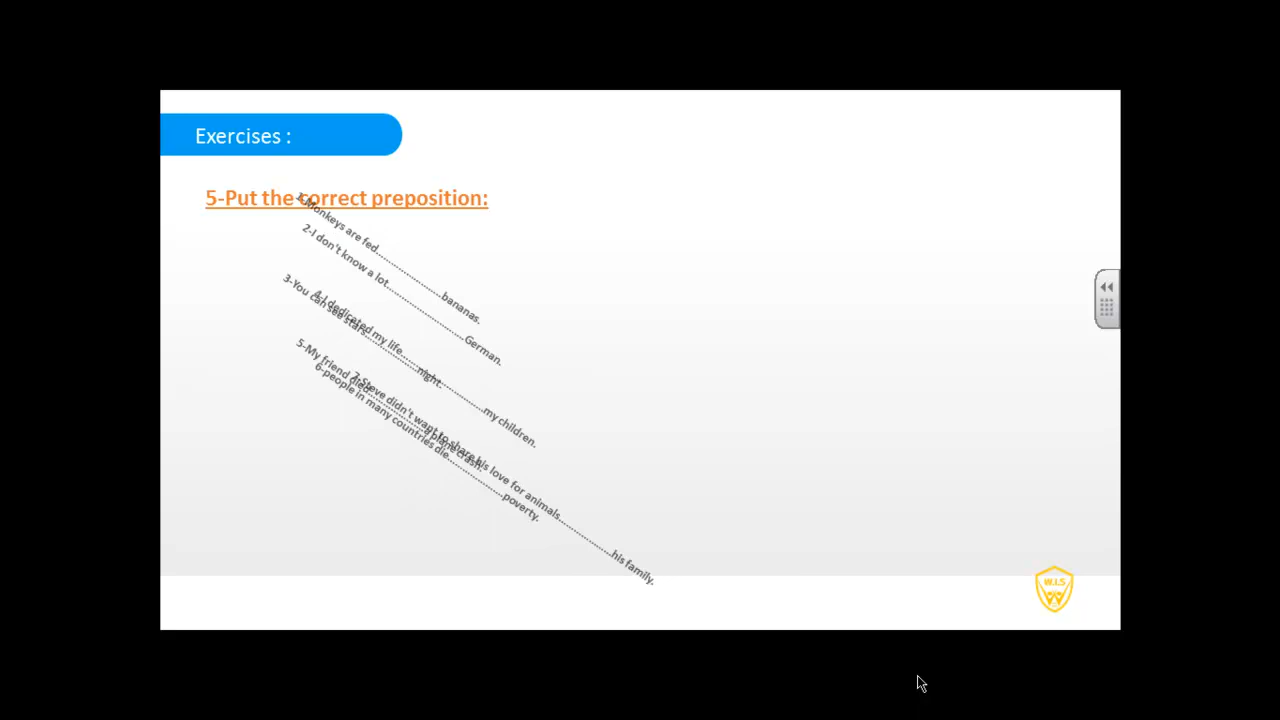 Exercises :
5-Put the correct preposition:
1-Monkeys are fed......................bananas.
2-I don't know a lot..........................German.
3-You can see stars.................night.
4-I dedicated my life...........................my children.
5-My friend died....................a plane crash.
6-people in many countries die..................poverty.
7-Steve didn't want to share his love for animals.................his family.
W.I.S